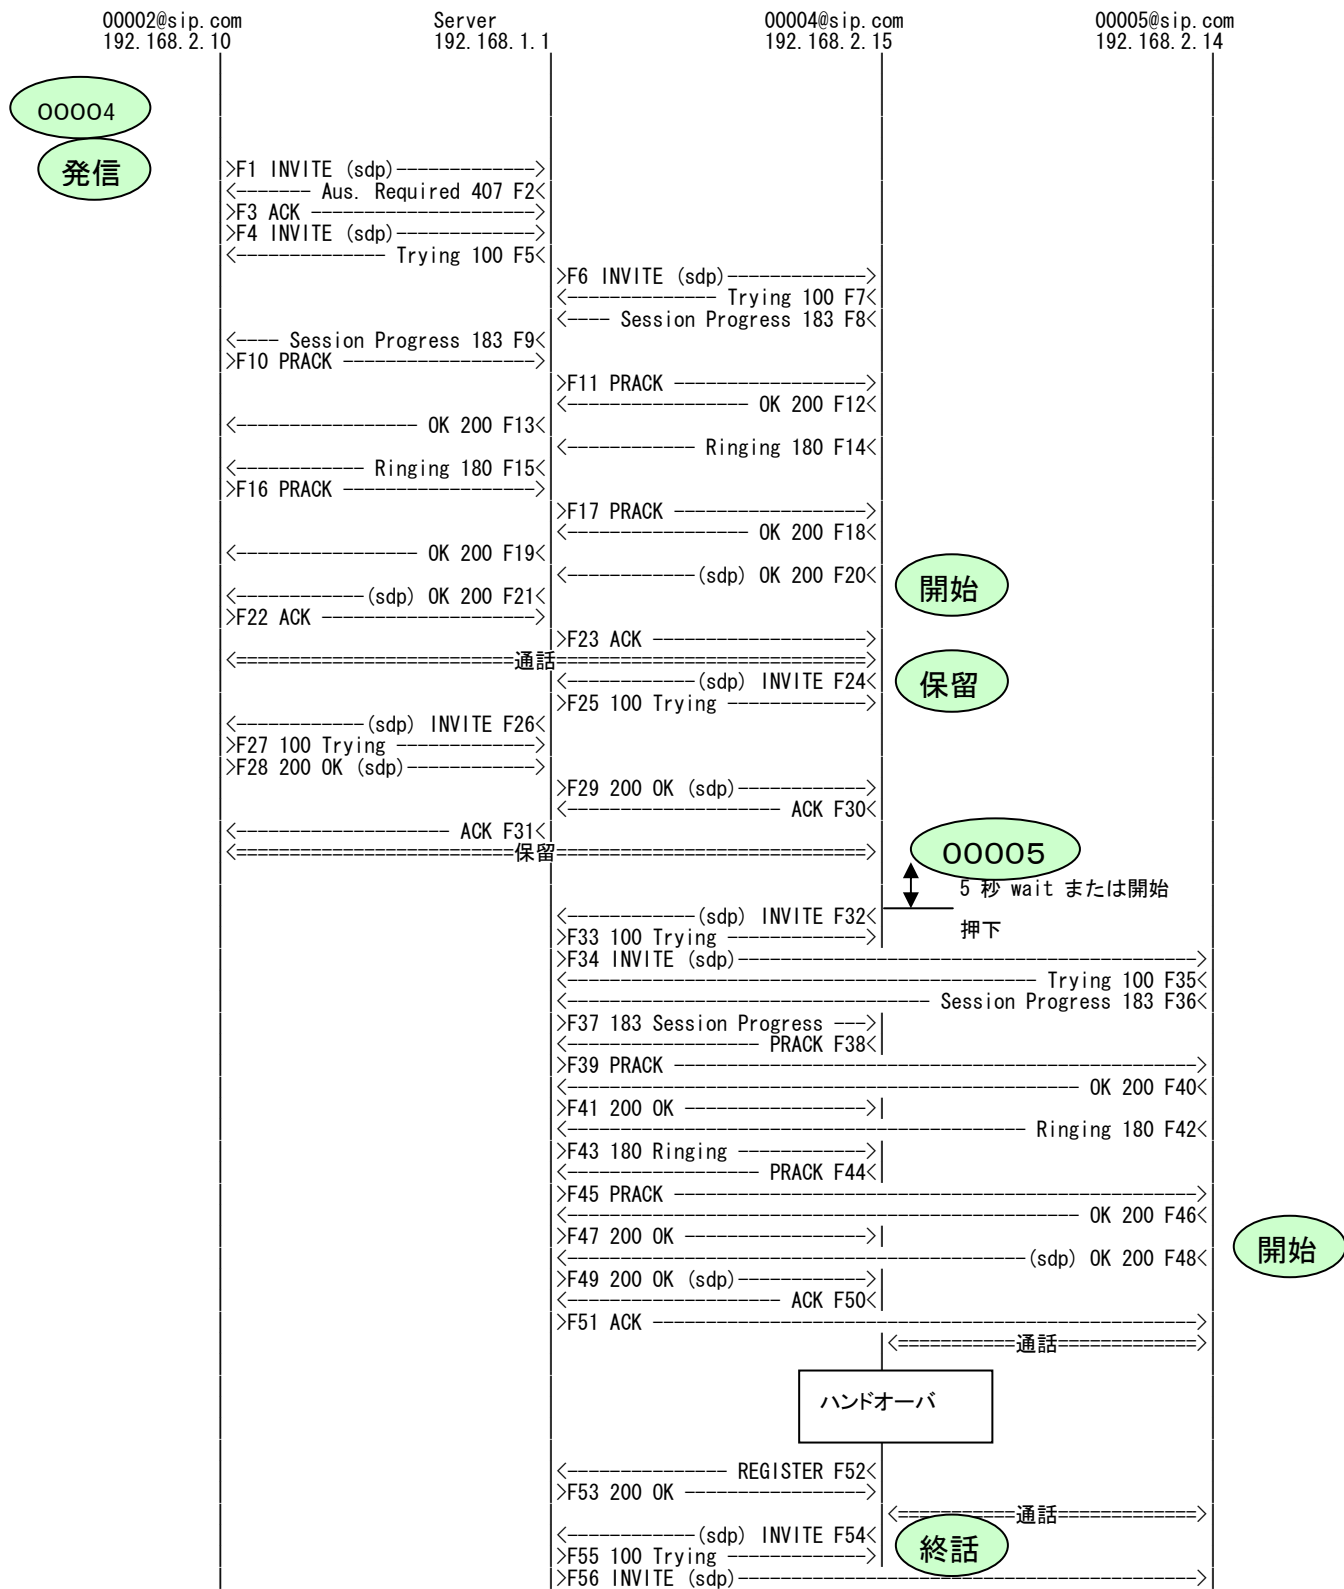 00002@sip.com Server 00004@sip.com 00005@sip.com
192.168.2.10 192.168.1.1 192.168.2.15 192.168.2.14
00004
発信
>F1 INVITE (sdp)------------->
<------- Aus. Required 407 F2<
>F3 ACK --------------------->
>F4 INVITE (sdp)------------->
<-------------- Trying 100 F5<
>F6 INVITE (sdp)------------->
<-------------- Trying 100 F7<
<---- Session Progress 183 F8<
<---- Session Progress 183 F9<
>F10 PRACK ------------------>
>F11 PRACK ------------------>
<----------------- OK 200 F12<
<----------------- OK 200 F13<
<------------ Ringing 180 F14<
<------------ Ringing 180 F15<
>F16 PRACK ------------------>
>F17 PRACK ------------------>
<----------------- OK 200 F18<
<----------------- OK 200 F19<
<------------(sdp) OK 200 F20<
開始
<------------(sdp) OK 200 F21<
>F22 ACK -------------------->
>F23 ACK -------------------->
<==========================通話=============================>
<------------(sdp) INVITE F24<
保留
>F25 100 Trying ------------->
<------------(sdp) INVITE F26<
>F27 100 Trying ------------->
>F28 200 OK (sdp)------------>
>F29 200 OK (sdp)------------>
<-------------------- ACK F30<
<-------------------- ACK F31<
<==========================保留=============================>
00005
5 秒 wait または開始
<------------(sdp) INVITE F32<
押下
>F33 100 Trying ------------->
>F34 INVITE (sdp)------------------------------------------->
<-------------------------------------------- Trying 100 F35<
<---------------------------------- Session Progress 183 F36<
>F37 183 Session Progress --->
<------------------ PRACK F38<
>F39 PRACK ------------------------------------------------->
<------------------------------------------------ OK 200 F40<
>F41 200 OK ----------------->
<------------------------------------------- Ringing 180 F42<
>F43 180 Ringing ------------>
<------------------ PRACK F44<
>F45 PRACK ------------------------------------------------->
<------------------------------------------------ OK 200 F46<
>F47 200 OK ----------------->
<-------------------------------------------(sdp) OK 200 F48<
開始
>F49 200 OK (sdp)------------>
<-------------------- ACK F50<
>F51 ACK --------------------------------------------------->
<===========通話=============>
ハンドオーバ
<--------------- REGISTER F52<
>F53 200 OK ----------------->
<===========通話=============>
<------------(sdp) INVITE F54<
終話
>F55 100 Trying ------------->
>F56 INVITE (sdp)------------------------------------------->